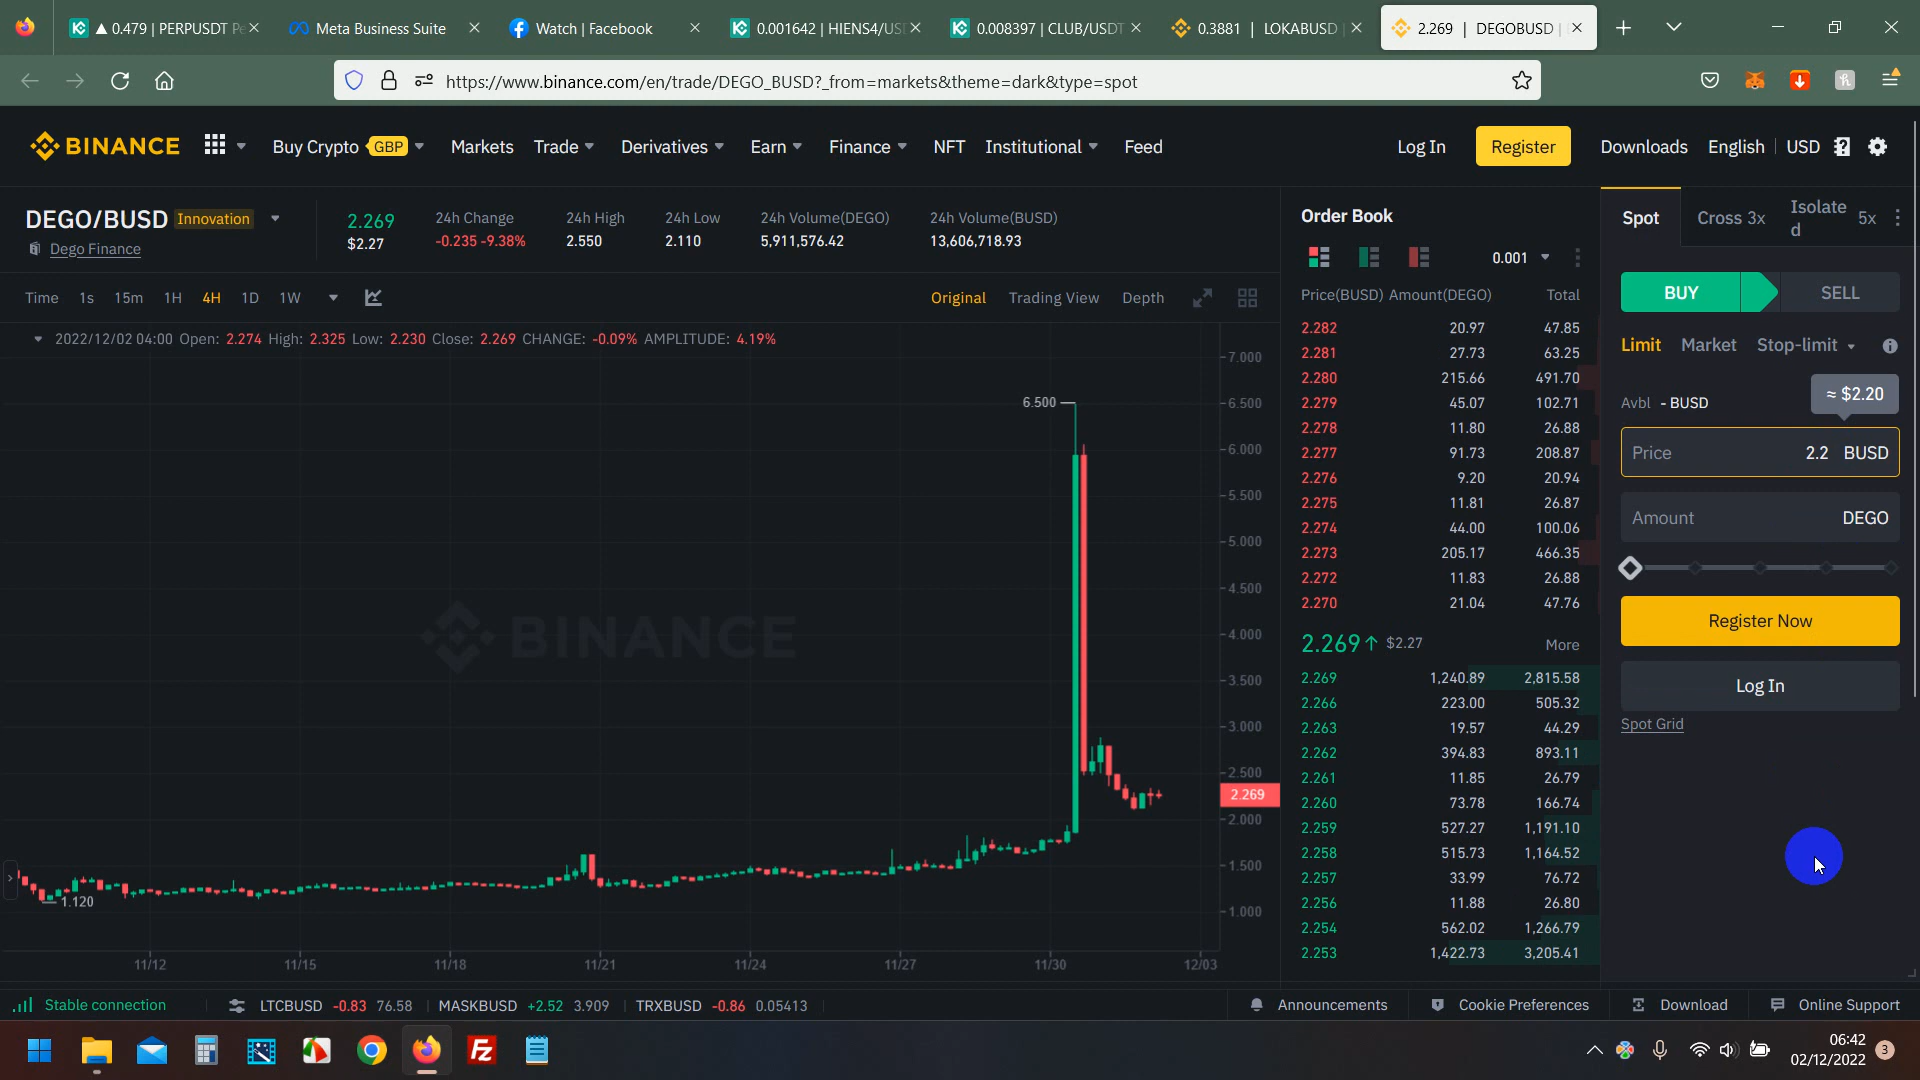 ▲ 0.479 | PERPUSDT Pe
Meta Business Suite
Watch | Facebook
0.001642 | HIENS4/US
0.008397 | CLUB/USDT
0.3881 | LOKABUSD |
2.269 | DEGOBUSD |
https://www.binance.com/en/trade/DEGO_BUSD?_from=markets&theme=dark&type=spot
BINANCE
Buy Crypto GBP
Markets
Trade
Derivatives
Earn
Finance
NFT
Institutional
Feed
Log In
Register
Downloads
English
USD
DEGO/BUSD Innovation
Dego Finance
2.269
$2.27
24h Change
-0.235 -9.38%
24h High
2.550
24h Low
2.110
24h Volume(DEGO)
5,911,576.42
24h Volume(BUSD)
13,606,718.93
Time 1s 15m 1H 4H 1D 1W
Original Trading View Depth
2022/12/02 04:00 Open: 2.274 High: 2.325 Low: 2.230 Close: 2.269 CHANGE: -0.09% AMPLITUDE: 4.19%
7.000
6.500
6.500
6.000
5.500
5.000
4.500
4.000
3.500
3.000
2.500
2.269
2.000
1.500
1.000
1.120
BINANCE
11/12 11/15 11/18 11/21 11/24 11/27 11/30 12/03
Order Book
0.001
Price(BUSD) Amount(DEGO) Total
2.282 20.97 47.85
2.281 27.73 63.25
2.280 215.66 491.70
2.279 45.07 102.71
2.278 11.80 26.88
2.277 91.73 208.87
2.276 9.20 20.94
2.275 11.81 26.87
2.274 44.00 100.06
2.273 205.17 466.35
2.272 11.83 26.88
2.270 21.04 47.76
2.269↑ $2.27 More
2.269 1,240.89 2,815.58
2.266 223.00 505.32
2.263 19.57 44.29
2.262 394.83 893.11
2.261 11.85 26.79
2.260 73.78 166.74
2.259 527.27 1,191.10
2.258 515.73 1,164.52
2.257 33.99 76.72
2.256 11.88 26.80
2.254 562.02 1,266.79
2.253 1,422.73 3,205.41
Spot
Cross 3x
Isolate
d
5x
BUY
SELL
Limit Market Stop-limit
Avbl - BUSD
≈ $2.20
Price 2.2 BUSD
Amount DEGO
Register Now
Log In
Spot Grid
Stable connection
LTCBUSD -0.83 76.58
MASKBUSD +2.52 3.909
TRXBUSD -0.86 0.05413
Announcements
Cookie Preferences
Download
Online Support
06:42
02/12/2022
3